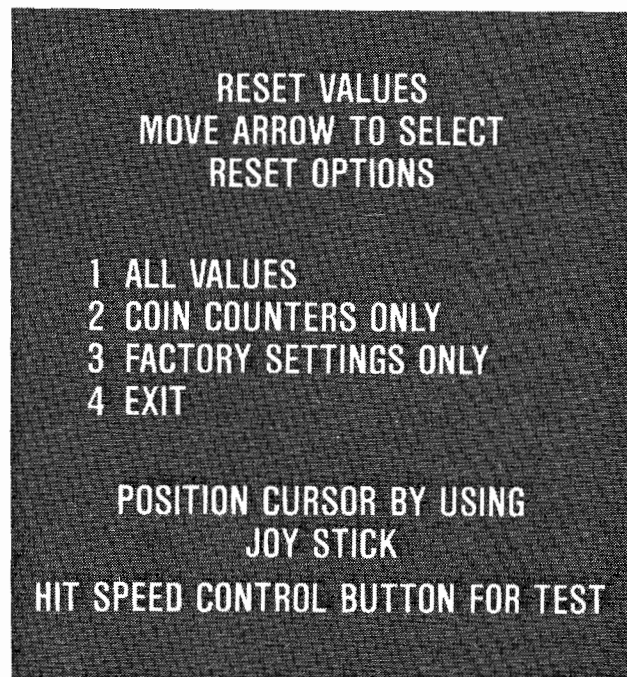 RESET VALUES
MOVE ARROW TO SELECT
RESET OPTIONS
1 ALL VALUES
2 COIN COUNTERS ONLY
3 FACTORY SETTINGS ONLY
4 EXIT
POSITION CURSOR BY USING
JOY STICK
HIT SPEED CONTROL BUTTON FOR TEST